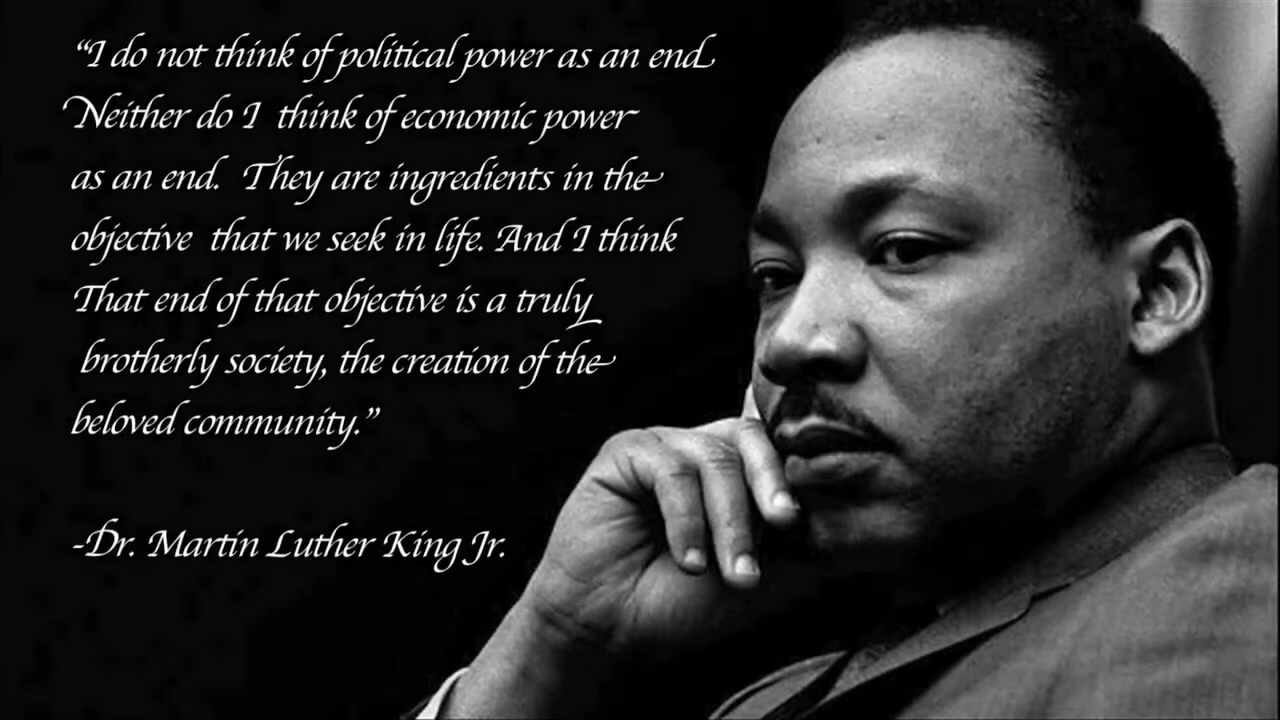 “I do not think of political power as an end
Neither do I think of economic power
as an end. They are ingredients in the
objective that we seek in life. And I think
That end of that objective is a truly
brotherly society, the creation of the
beloved community.”
-Dr. Martin Luther King Jr.